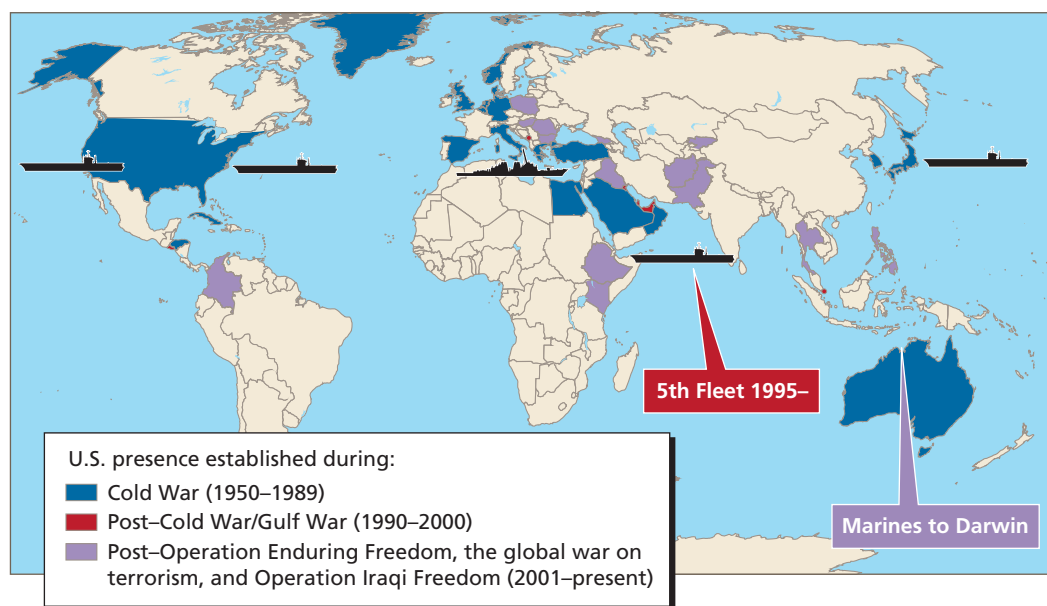 5th Fleet 1995–
Marines to Darwin
U.S. presence established during:
Cold War (1950–1989)
Post–Cold War/Gulf War (1990–2000)
Post–Operation Enduring Freedom, the global war on
terrorism, and Operation Iraqi Freedom (2001–present)